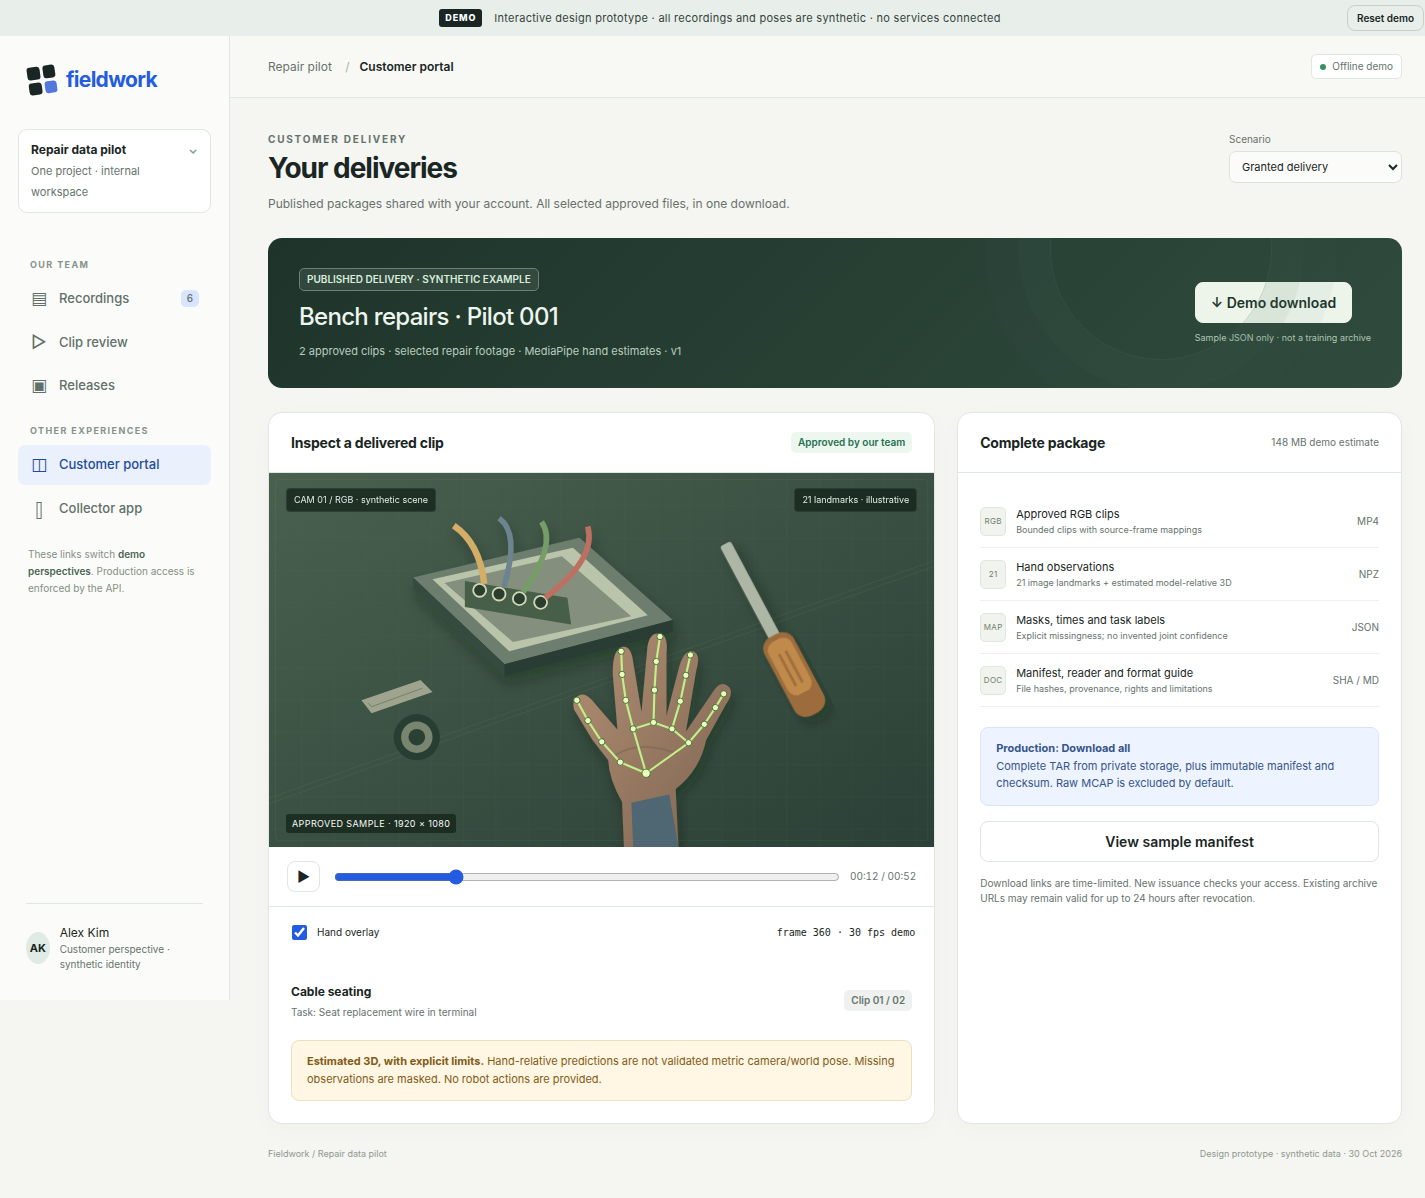 DEMO Interactive design prototype · all recordings and poses are synthetic · no services connected
Reset demo
fieldwork
Repair data pilot
One project · internal
workspace
OUR TEAM
Recordings 6
Clip review
Releases
OTHER EXPERIENCES
Customer portal
Collector app
These links switch demo
perspectives. Production access is
enforced by the API.
AK
Alex Kim
Customer perspective ·
synthetic identity
Repair pilot / Customer portal
Offline demo
CUSTOMER DELIVERY
Your deliveries
Published packages shared with your account. All selected approved files, in one download.
Scenario
Granted delivery
PUBLISHED DELIVERY · SYNTHETIC EXAMPLE
Bench repairs · Pilot 001
2 approved clips · selected repair footage · MediaPipe hand estimates · v1
↓ Demo download
Sample JSON only · not a training archive
Inspect a delivered clip
Approved by our team
CAM 01 / RGB · synthetic scene
21 landmarks · illustrative
APPROVED SAMPLE · 1920 × 1080
00:12 / 00:52
Hand overlay
frame 360 · 30 fps demo
Cable seating
Task: Seat replacement wire in terminal
Clip 01 / 02
Estimated 3D, with explicit limits. Hand-relative predictions are not validated metric camera/world pose. Missing
observations are masked. No robot actions are provided.
Complete package
148 MB demo estimate
RGB Approved RGB clips MP4
Bounded clips with source-frame mappings
21 Hand observations NPZ
21 image landmarks + estimated model-relative 3D
MAP Masks, times and task labels JSON
Explicit missingness; no invented joint confidence
DOC Manifest, reader and format guide SHA / MD
File hashes, provenance, rights and limitations
Production: Download all
Complete TAR from private storage, plus immutable manifest and
checksum. Raw MCAP is excluded by default.
View sample manifest
Download links are time-limited. New issuance checks your access. Existing archive
URLs may remain valid for up to 24 hours after revocation.
Fieldwork / Repair data pilot
Design prototype · synthetic data · 30 Oct 2026